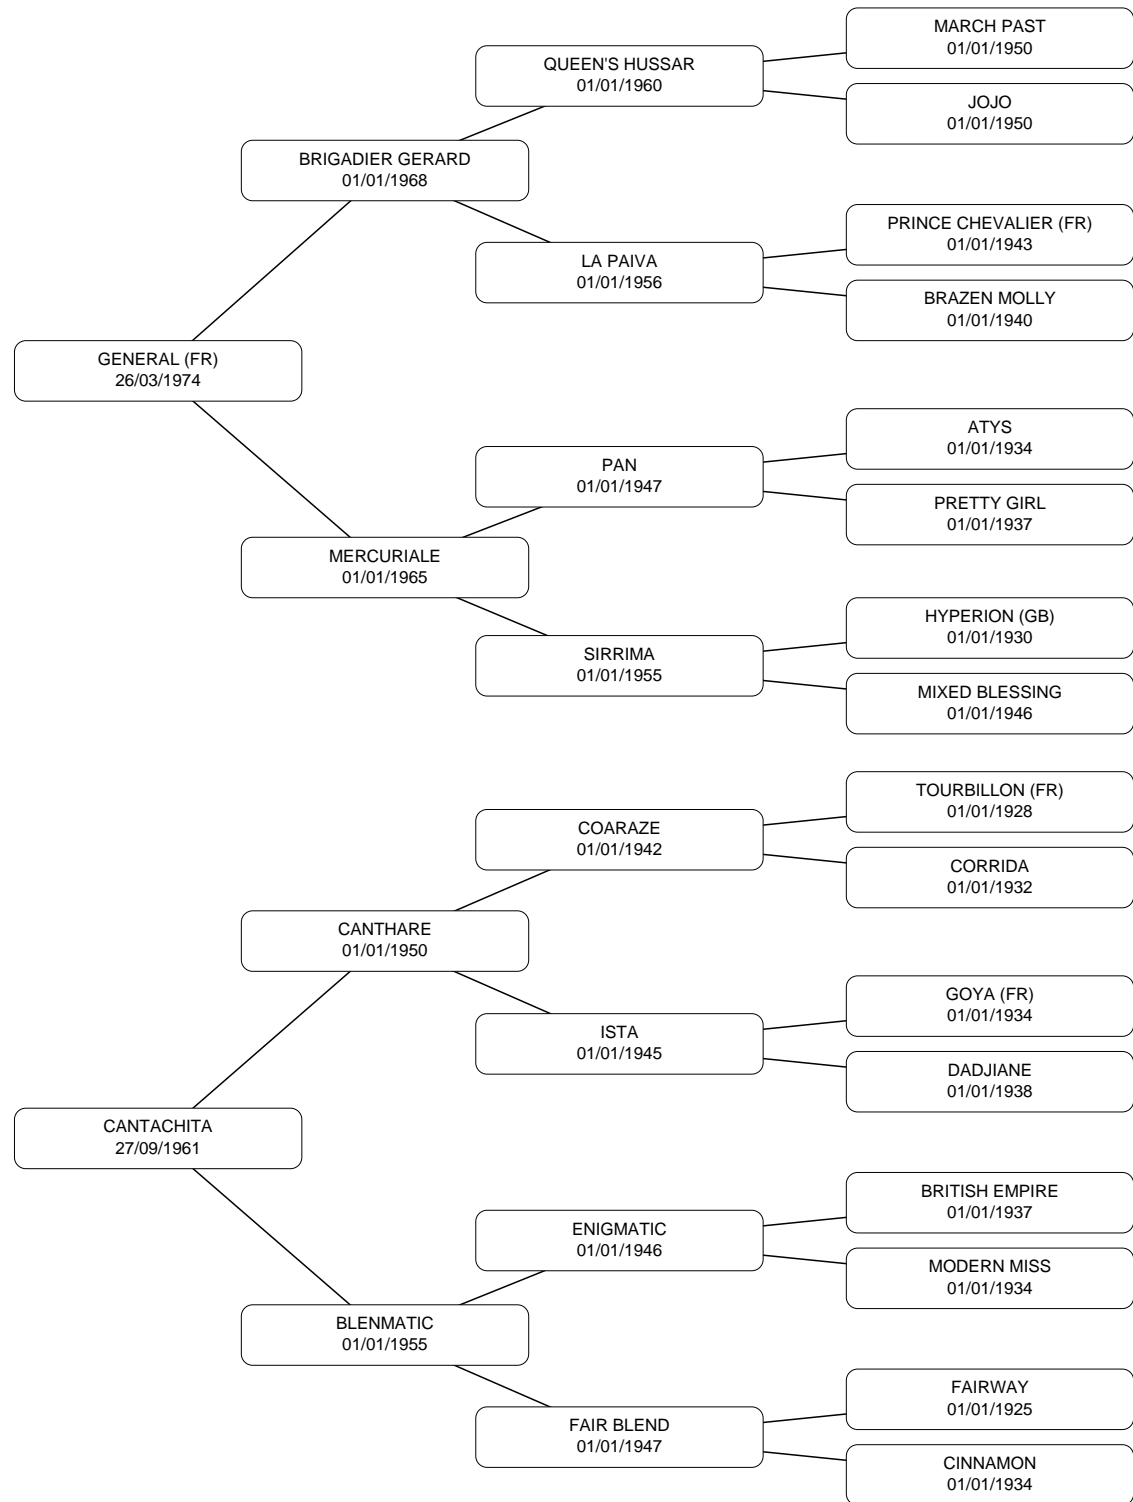 MARCH PAST
01/01/1950
QUEEN'S HUSSAR
01/01/1960
JOJO
01/01/1950
BRIGADIER GERARD
01/01/1968
PRINCE CHEVALIER (FR)
01/01/1943
LA PAIVA
01/01/1956
BRAZEN MOLLY
01/01/1940
GENERAL (FR)
26/03/1974
ATYS
01/01/1934
PAN
01/01/1947
PRETTY GIRL
01/01/1937
MERCURIALE
01/01/1965
HYPERION (GB)
01/01/1930
SIRRIMA
01/01/1955
MIXED BLESSING
01/01/1946
TOURBILLON (FR)
01/01/1928
COARAZE
01/01/1942
CORRIDA
01/01/1932
CANTHARE
01/01/1950
GOYA (FR)
01/01/1934
ISTA
01/01/1945
DADJIANE
01/01/1938
CANTACHITA
27/09/1961
BRITISH EMPIRE
01/01/1937
ENIGMATIC
01/01/1946
MODERN MISS
01/01/1934
BLENMATIC
01/01/1955
FAIRWAY
01/01/1925
FAIR BLEND
01/01/1947
CINNAMON
01/01/1934